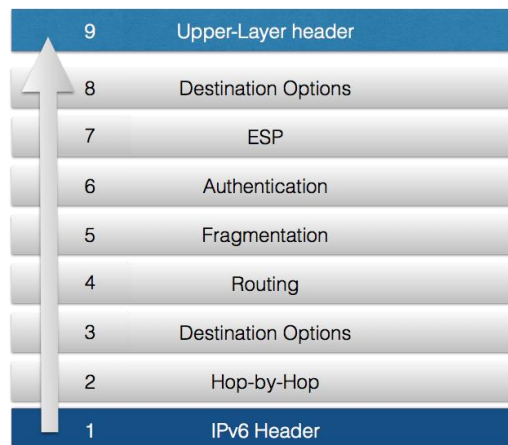 9 Upper-Layer header
8 Destination Options
7 ESP
6 Authentication
5 Fragmentation
4 Routing
3 Destination Options
2 Hop-by-Hop
1 IPv6 Header